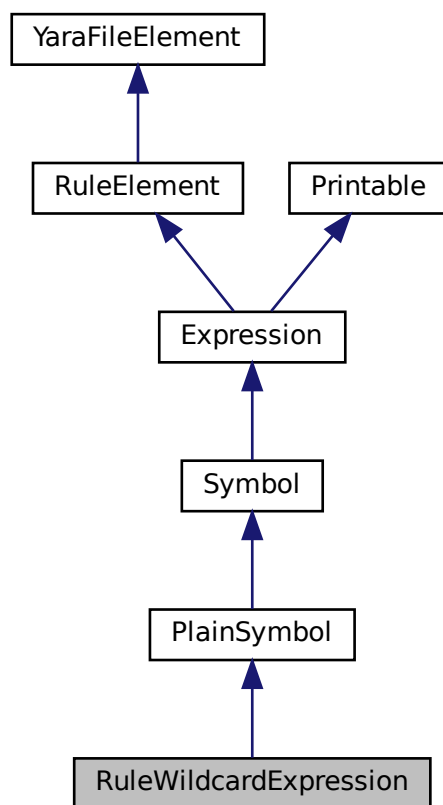 YaraFileElement
RuleElement
Printable
Expression
Symbol
PlainSymbol
RuleWildcardExpression